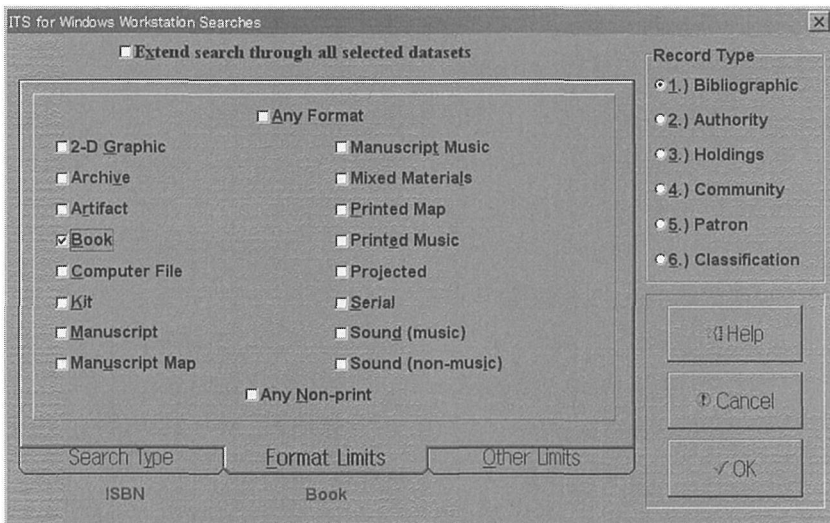 ITS for Windows Workstation Searches
Extend search through all selected datasets
Any Format
2-D Graphic
Archive
Artifact
Book
Computer File
Kit
Manuscript
Manuscript Map
Manuscript Music
Mixed Materials
Printed Map
Printed Music
Projected
Serial
Sound (music)
Sound (non-music)
Any Non-print
Search Type
Format Limits
Other Limits
ISBN
Book
Record Type
1.) Bibliographic
2.) Authority
3.) Holdings
4.) Community
5.) Patron
6.) Classification
Help
Cancel
OK